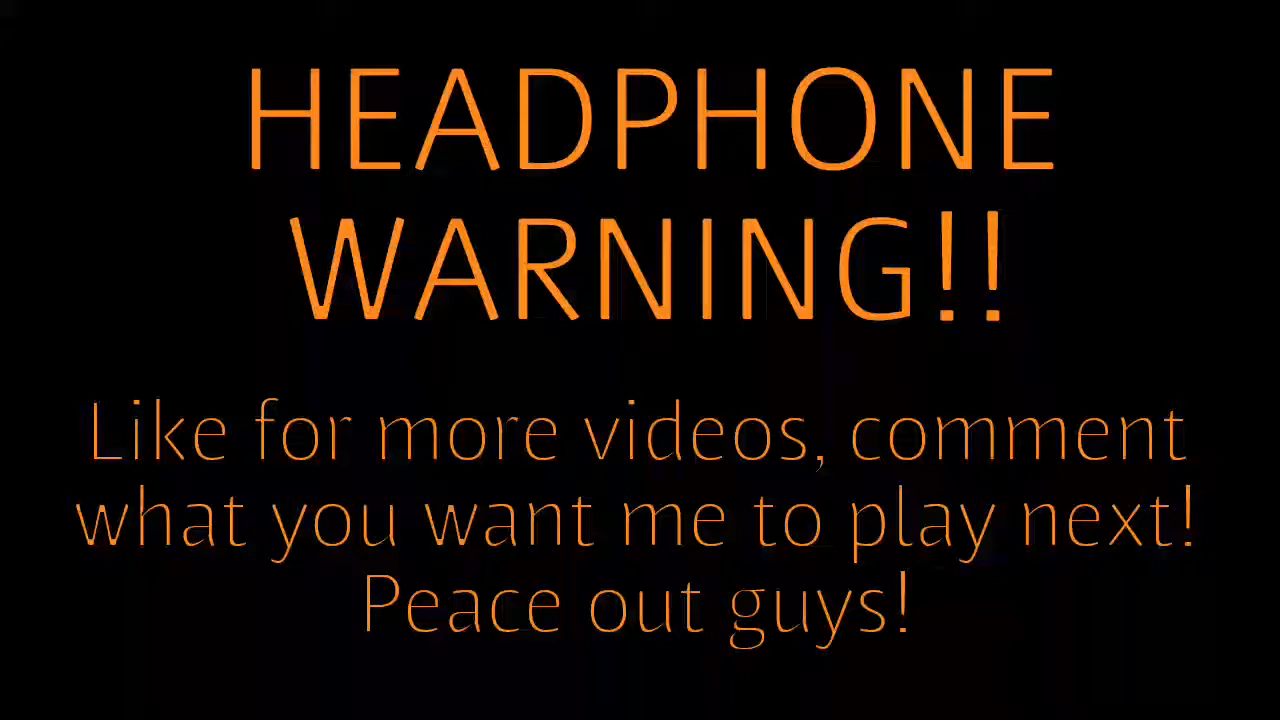 HEADPHONE
WARNING!!
Like for more videos, comment
what you want me to play next!
Peace out guys!